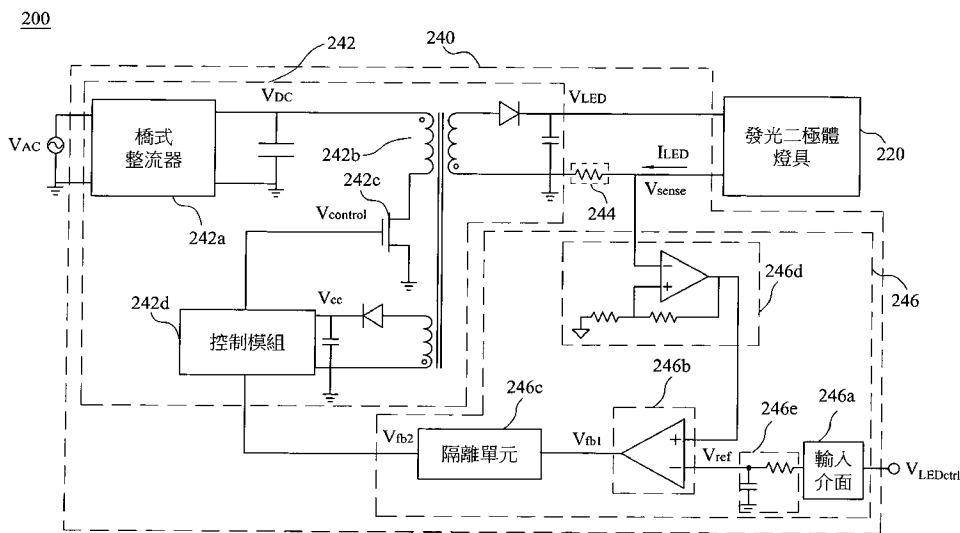 200
242
240
VDC
VLED
VAC
橋式
整流器
242b
發光二極體
燈具
ILED
220
242c
Vcontrol
Vsense
244
242a
246d
246
242d
Vcc
控制模組
246b
246c
246e
246a
Vfb2
隔離單元
Vfb1
Vref
輸入
介面
VLEDctrl